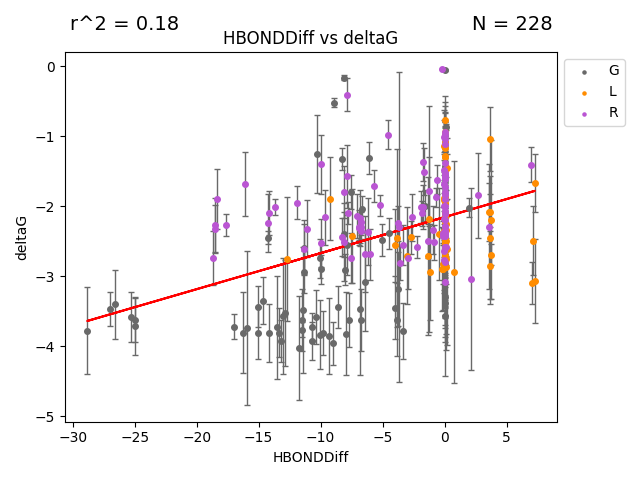 r^2 = 0.18
N = 228
HBONDDiff vs deltaG
G
L
R
0
−1
−2
−3
−4
−5
deltaG
−30 −25 −20 −15 −10 −5 0 5
HBONDDiff